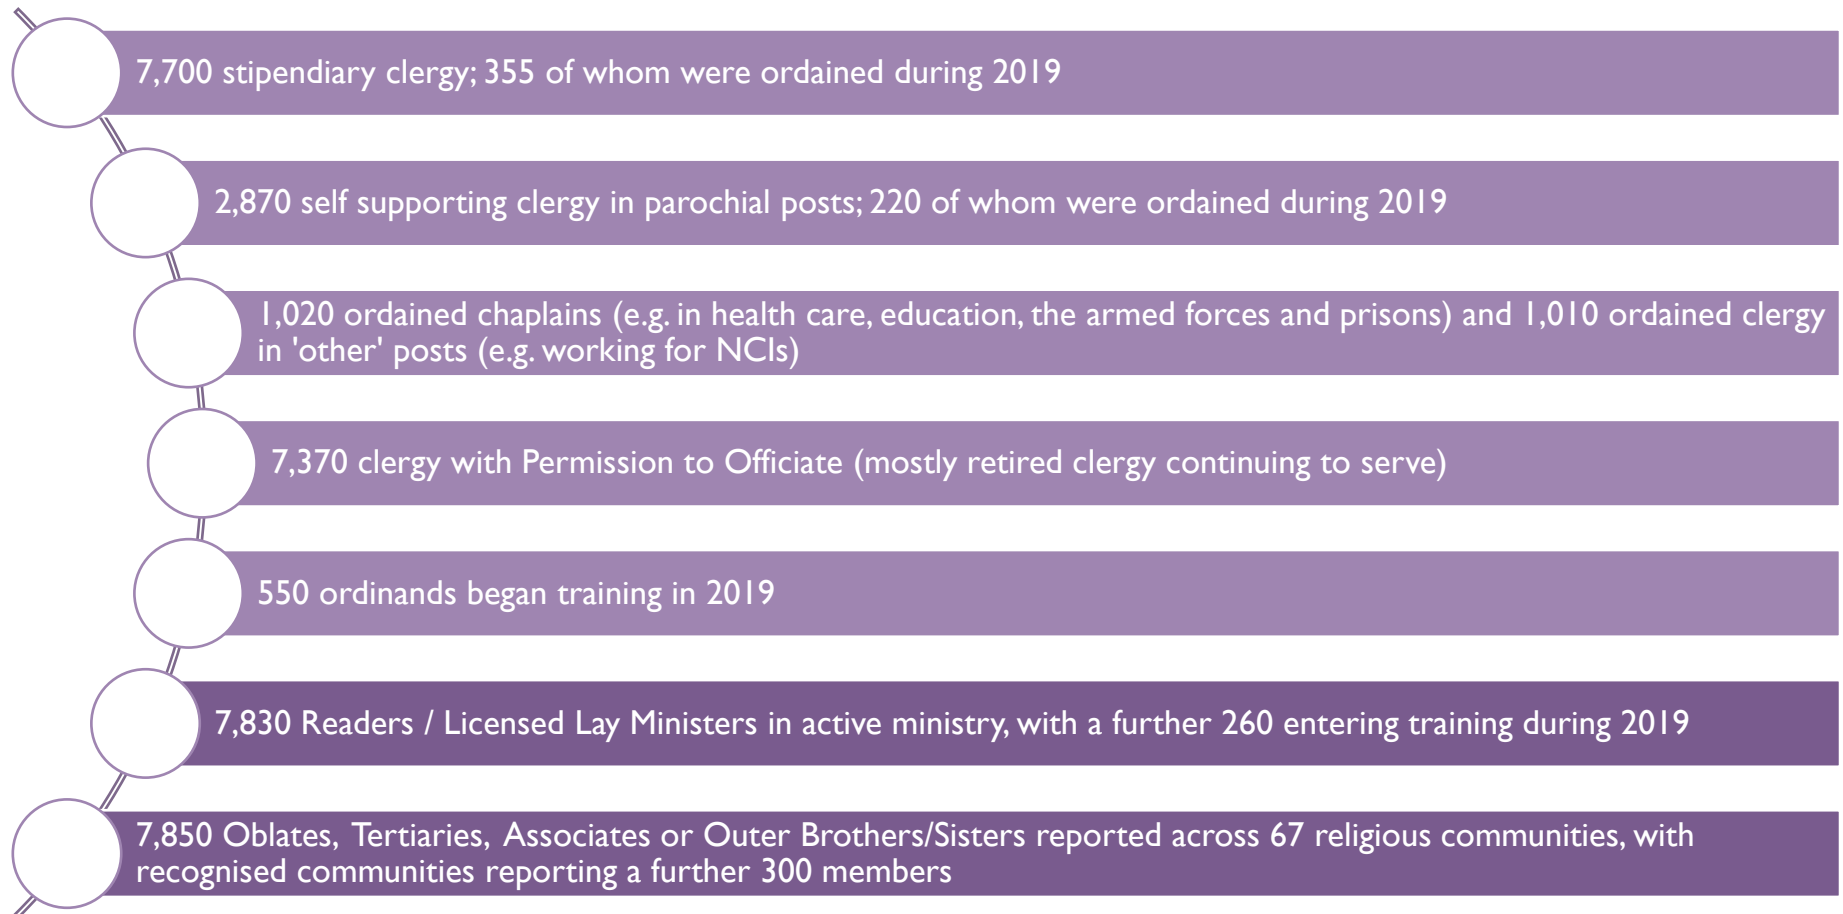 7,700 stipendiary clergy; 355 of whom were ordained during 2019
2,870 self supporting clergy in parochial posts; 220 of whom were ordained during 2019
1,020 ordained chaplains (e.g. in health care, education, the armed forces and prisons) and 1,010 ordained clergy
in 'other' posts (e.g. working for NCIs)
7,370 clergy with Permission to Officiate (mostly retired clergy continuing to serve)
550 ordinands began training in 2019
7,830 Readers / Licensed Lay Ministers in active ministry, with a further 260 entering training during 2019
7,850 Oblates, Tertiaries, Associates or Outer Brothers/Sisters reported across 67 religious communities, with
recognised communities reporting a further 300 members